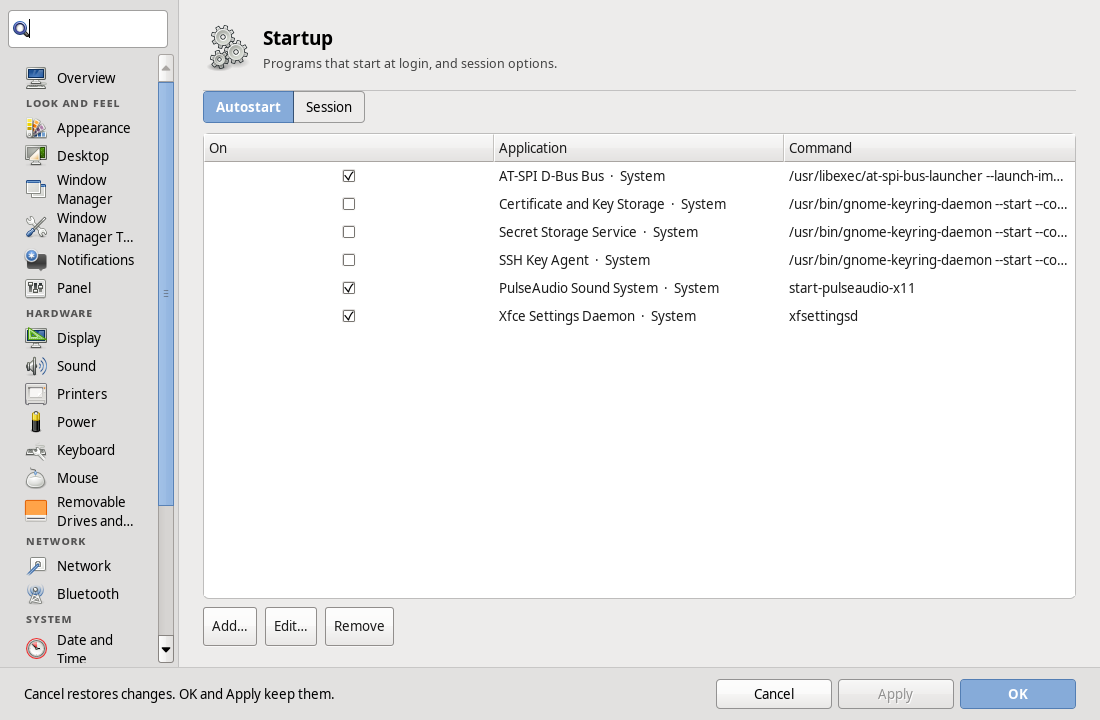 Overview
LOOK AND FEEL
Appearance
Desktop
Window
Manager
Window
Manager T...
Notifications
Panel
HARDWARE
Display
Sound
Printers
Power
Keyboard
Mouse
Removable
Drives and...
NETWORK
Network
Bluetooth
SYSTEM
Date and
Time
Startup
Programs that start at login, and session options.
Autostart Session
On Application Command
AT-SPI D-Bus Bus · System /usr/libexec/at-spi-bus-launcher --launch-im...
Certificate and Key Storage · System /usr/bin/gnome-keyring-daemon --start --co...
Secret Storage Service · System /usr/bin/gnome-keyring-daemon --start --co...
SSH Key Agent · System /usr/bin/gnome-keyring-daemon --start --co...
PulseAudio Sound System · System start-pulseaudio-x11
Xfce Settings Daemon · System xfsettingsd
Add... Edit... Remove
Cancel restores changes. OK and Apply keep them.
Cancel Apply OK